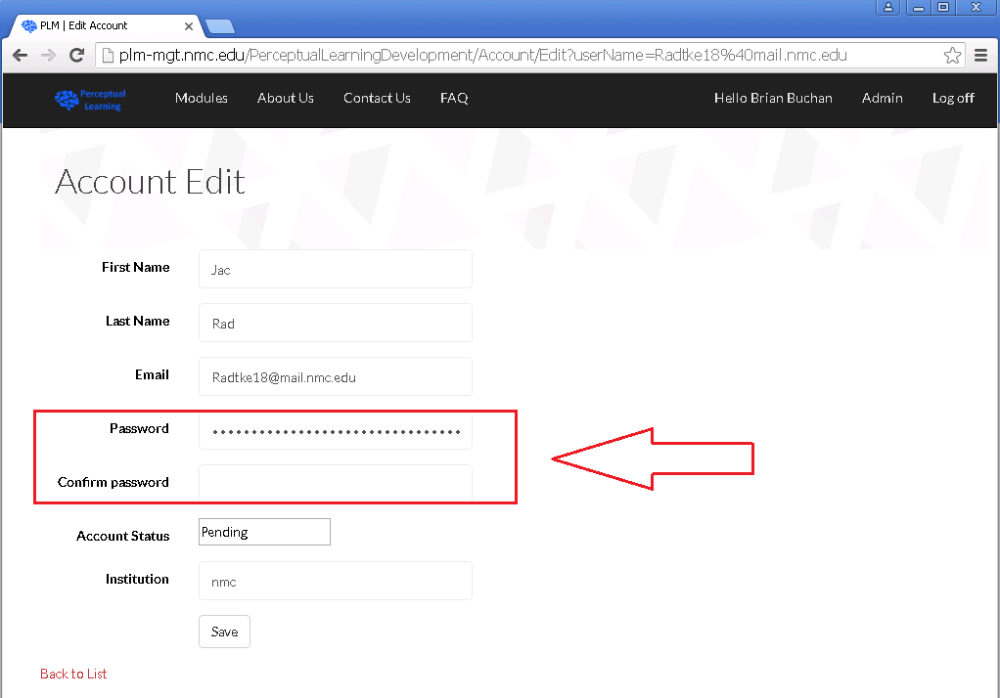 PLM | Edit Account
plm-mgt.nmc.edu/PerceptualLearningDevelopment/Account/Edit?userName=Radtke18%40mail.nmc.edu
Perceptual
Learning
Modules About Us Contact Us FAQ Hello Brian Buchan Admin Log off
Account Edit
First Name Jac
Last Name Rad
Email Radtke18@mail.nmc.edu
Password ••••••••••••••••••••••••••••••••
Confirm password
Account Status Pending
Institution nmc
Save
Back to List